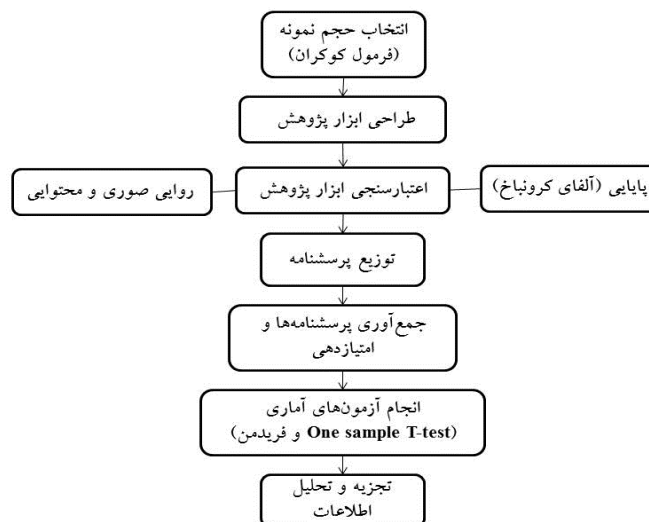 انتخاب حجم نمونه
(فرمول کوکران)
طراحی ابزار پژوهش
پایایی (آلفای کرونباخ)
اعتبارسنجی ابزار پژوهش
روایی صوری و محتوایی
توزیع پرسشنامه
جمع‌آوری پرسشنامه‌ها و
امتیازدهی
انجام آزمون‌های آماری
(One sample T-test و فریدمن)
تجزیه و تحلیل
اطلاعات